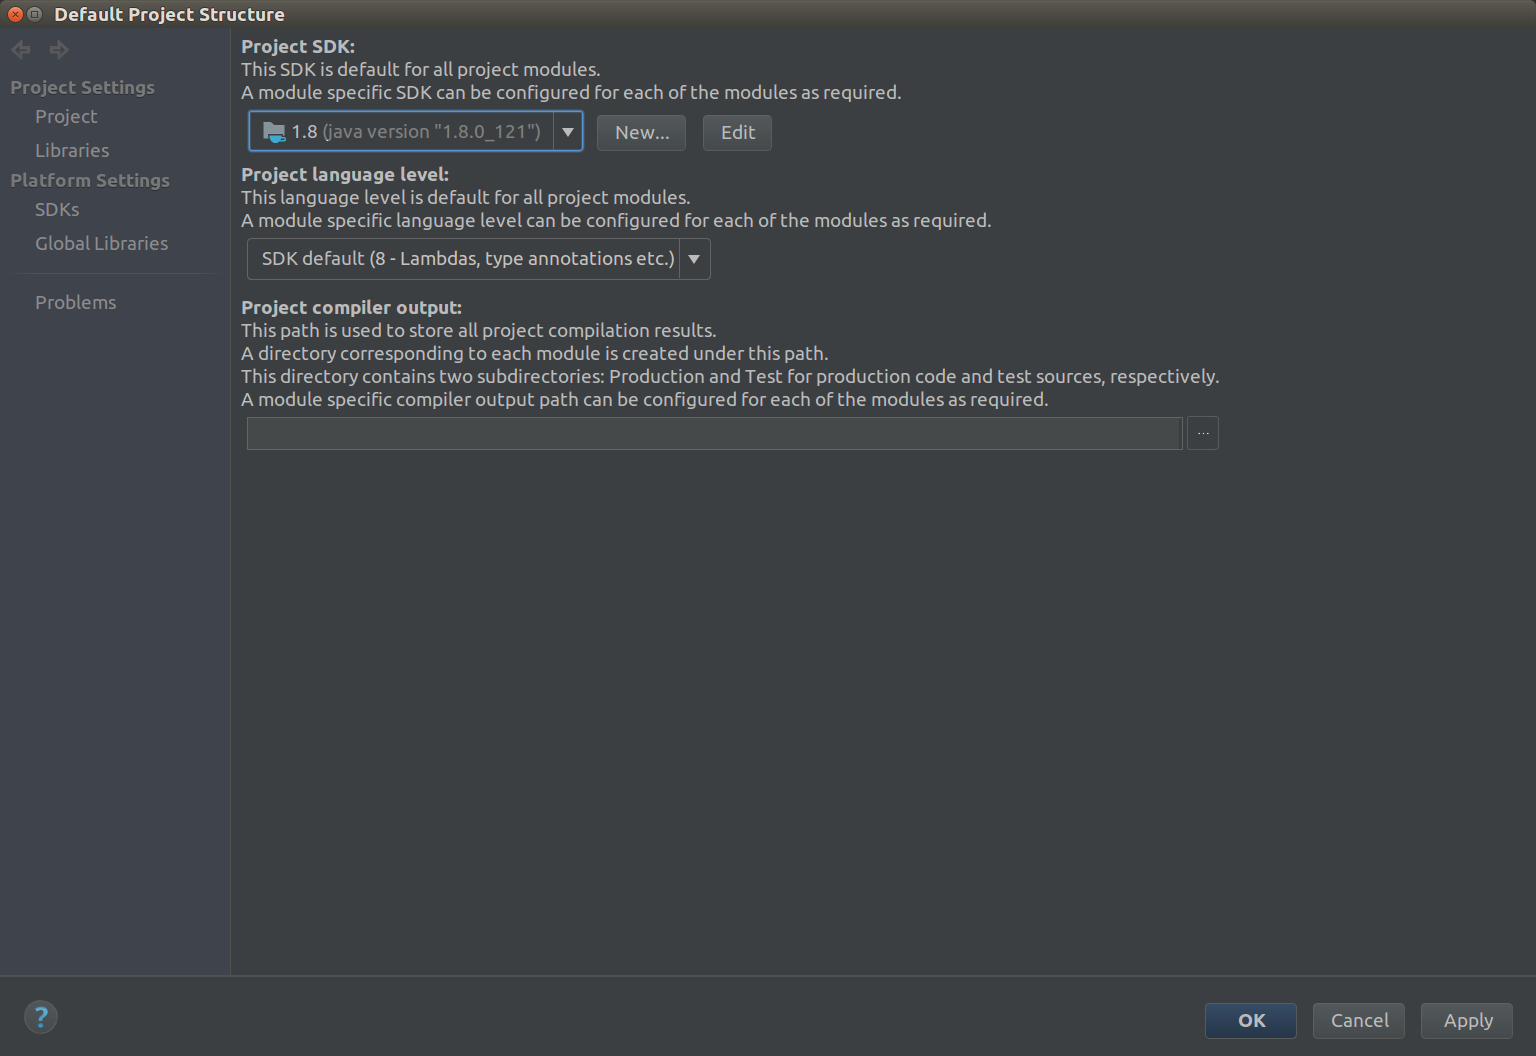 Default Project Structure
Project Settings
Project
Libraries
Platform Settings
SDKs
Global Libraries
Problems
Project SDK:
This SDK is default for all project modules.
A module specific SDK can be configured for each of the modules as required.
1.8 (java version "1.8.0_121")
New...
Edit
Project language level:
This language level is default for all project modules.
A module specific language level can be configured for each of the modules as required.
SDK default (8 - Lambdas, type annotations etc.)
Project compiler output:
This path is used to store all project compilation results.
A directory corresponding to each module is created under this path.
This directory contains two subdirectories: Production and Test for production code and test sources, respectively.
A module specific compiler output path can be configured for each of the modules as required.
...
?
OK
Cancel
Apply